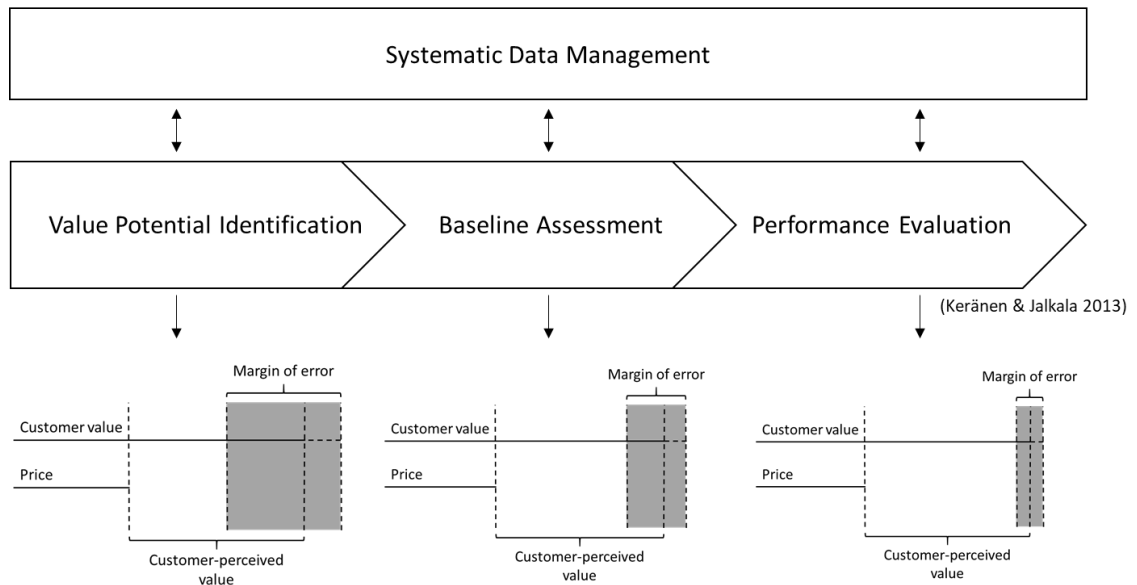 Systematic Data Management
Value Potential Identification
Baseline Assessment
Performance Evaluation
(Keränen & Jalkala 2013)
Margin of error
Customer value
Price
Customer-perceived
value
Margin of error
Customer value
Price
Customer-perceived
value
Margin of error
Customer value
Price
Customer-perceived
value